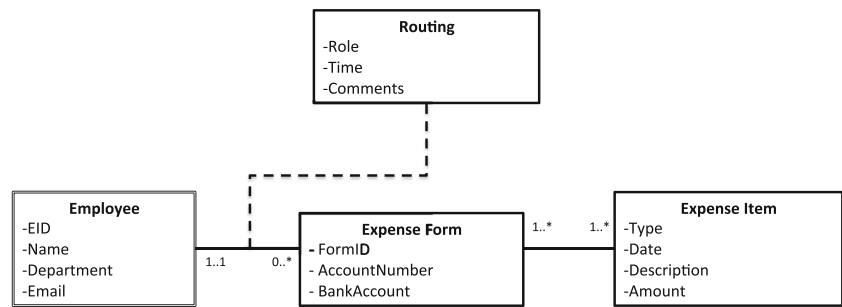 Routing
-Role
-Time
-Comments
Employee
-EID
-Name
-Department
-Email
1..1
0..*
Expense Form
- FormID
- AccountNumber
- BankAccount
1..*
1..*
Expense Item
-Type
-Date
-Description
-Amount